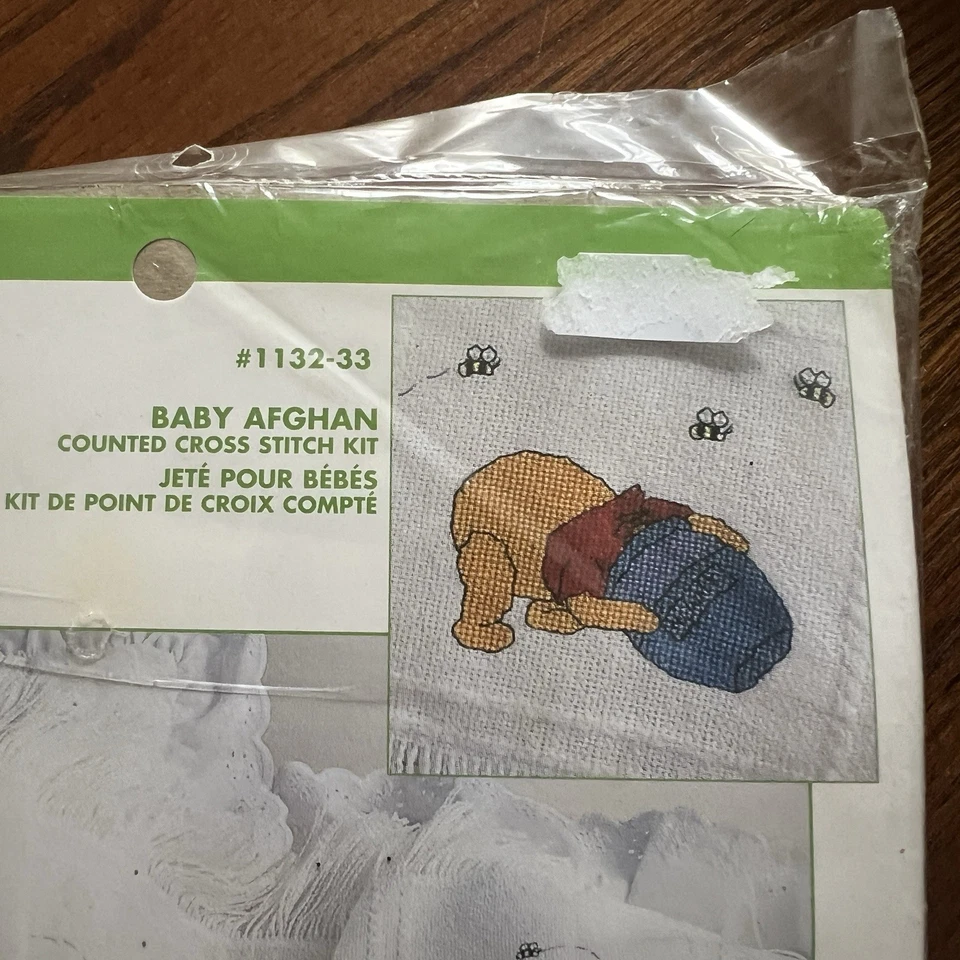 #1132-33
BABY AFGHAN
COUNTED CROSS STITCH KIT
JETÉ POUR BÉBÉS
KIT DE POINT DE CROIX COMPTÉ